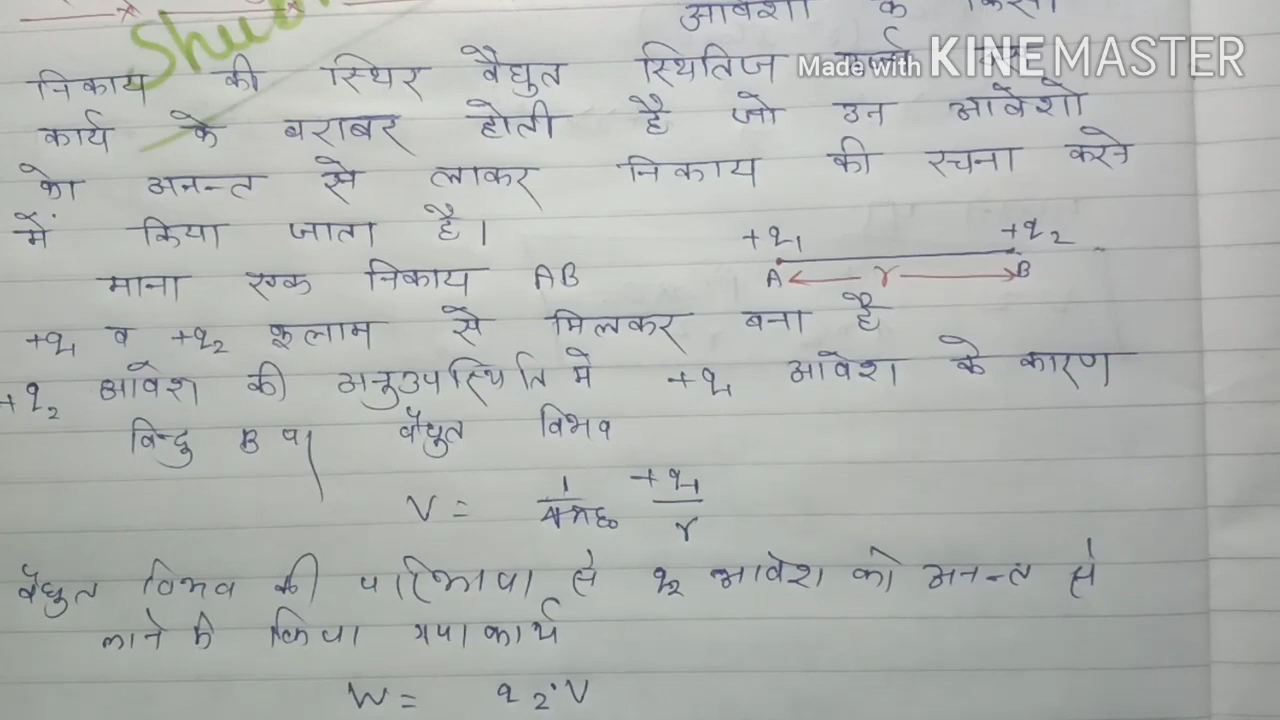 Shub
आवेशो के किसी
निकाय की स्थिर वैद्युत स्थितिज
Made with KINEMASTER
कार्य के बराबर होती है जो उन आवेशो
को अनन्त से लाकर निकाय की रचना करने
में किया जाता है।
+q₁ +q₂
A r B
माना एक निकाय AB
+q₁ व +q₂ कूलाम से मिलकर बना है
+q₂ आवेश की अनुउपस्थिति मे +q₁ आवेश के कारण
विन्दु B पर वैद्युत विभव
V = 1/4πε₀ +q₁/r
वैद्युत विभव की परिभाषा से q₂ आवेश को अनन्त से
लाने मे किया गया कार्य
W = q₂.V